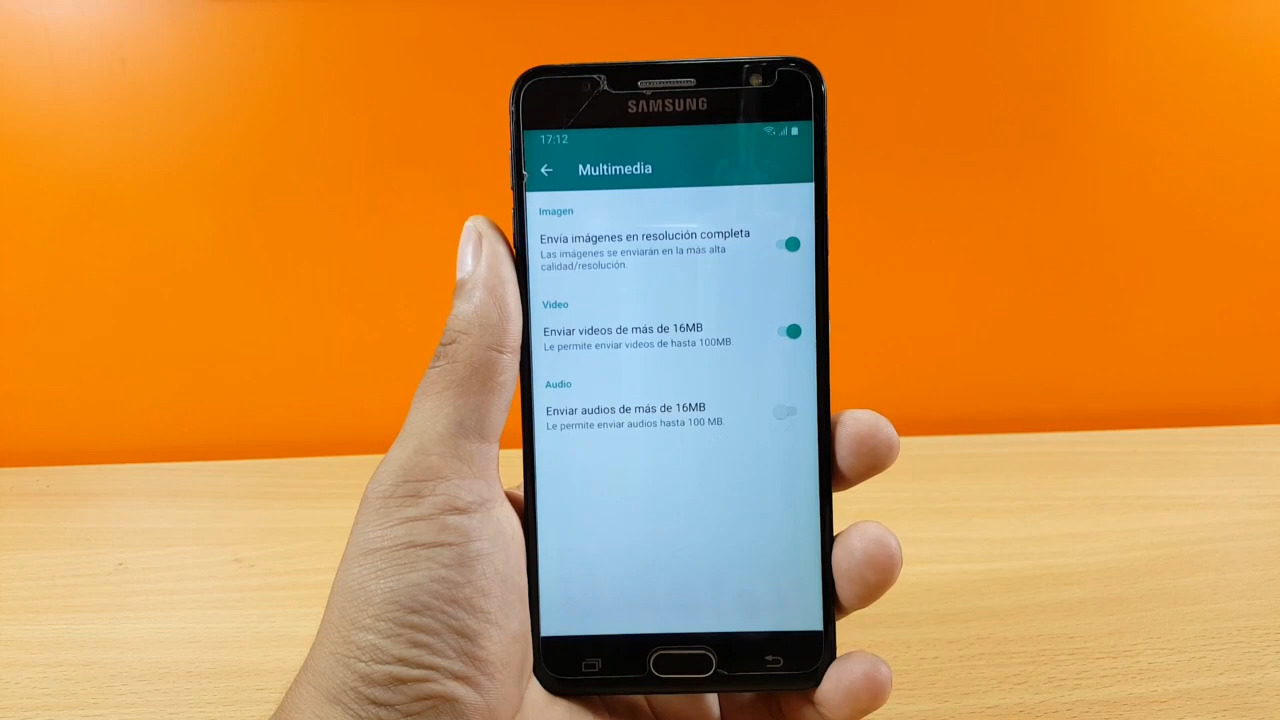 SAMSUNG
17:12
Multimedia
Imagen
Envía imágenes en resolución completa
Las imágenes se enviarán en la más alta
calidad/resolución.
Video
Enviar videos de más de 16MB
Le permite enviar videos de hasta 100MB.
Audio
Enviar audios de más de 16MB
Le permite enviar audios hasta 100 MB.